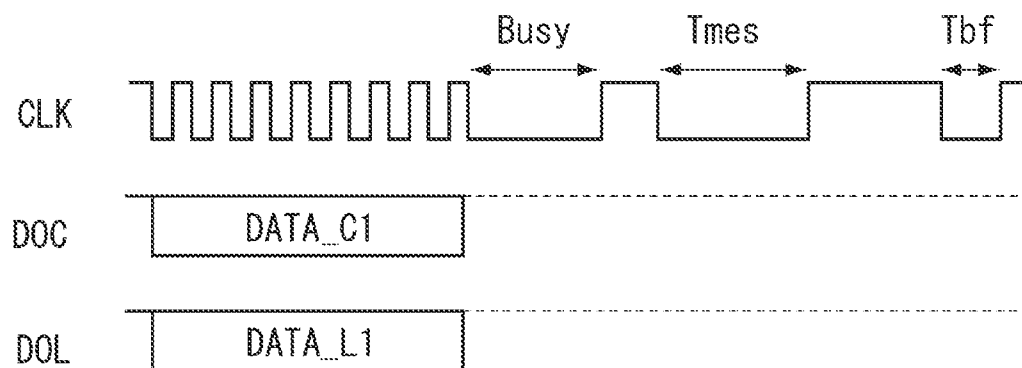 Busy Tmes Tbf
CLK
DOC DATA_C1
DOL DATA_L1